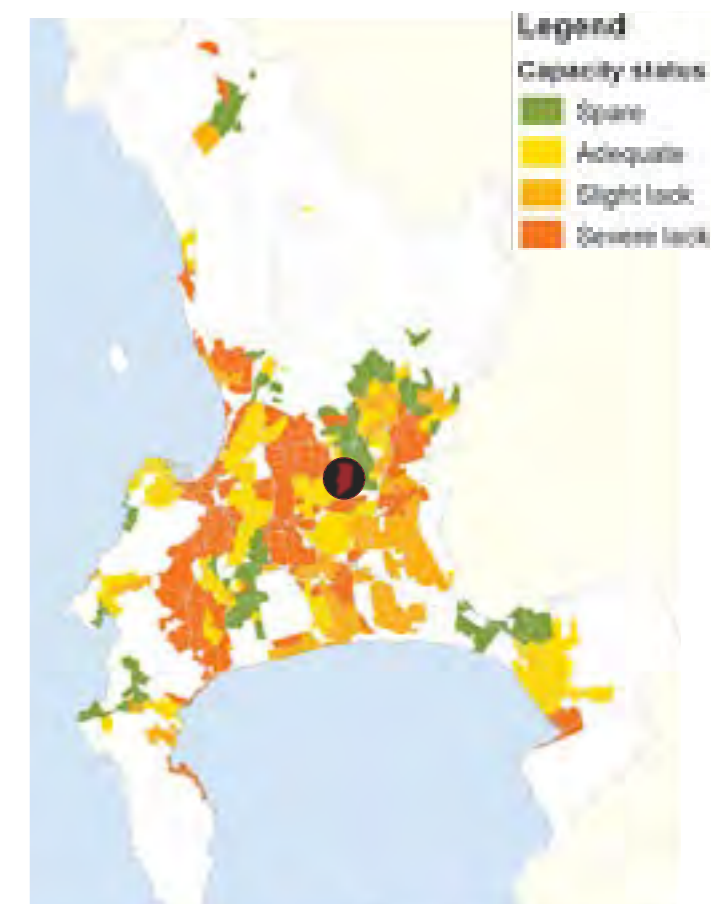 Legend
Capacity status
Spare
Adequate
Slight lack
Severe lack